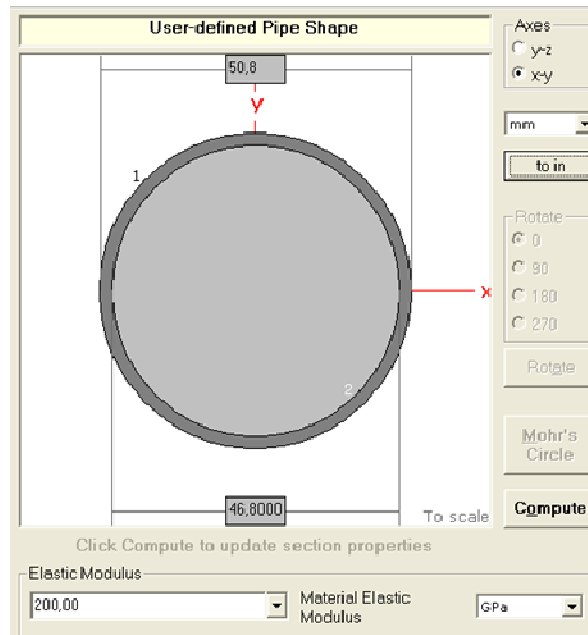 User-defined Pipe Shape
50,8
y
1
x
2
46,8000
To scale
Click Compute to update section properties
Elastic Modulus
200,00
Material Elastic
Modulus
GPa
Axes
y-z
x-y
mm
to in
Rotate
0
90
180
270
Rotate
Mohr's
Circle
Compute